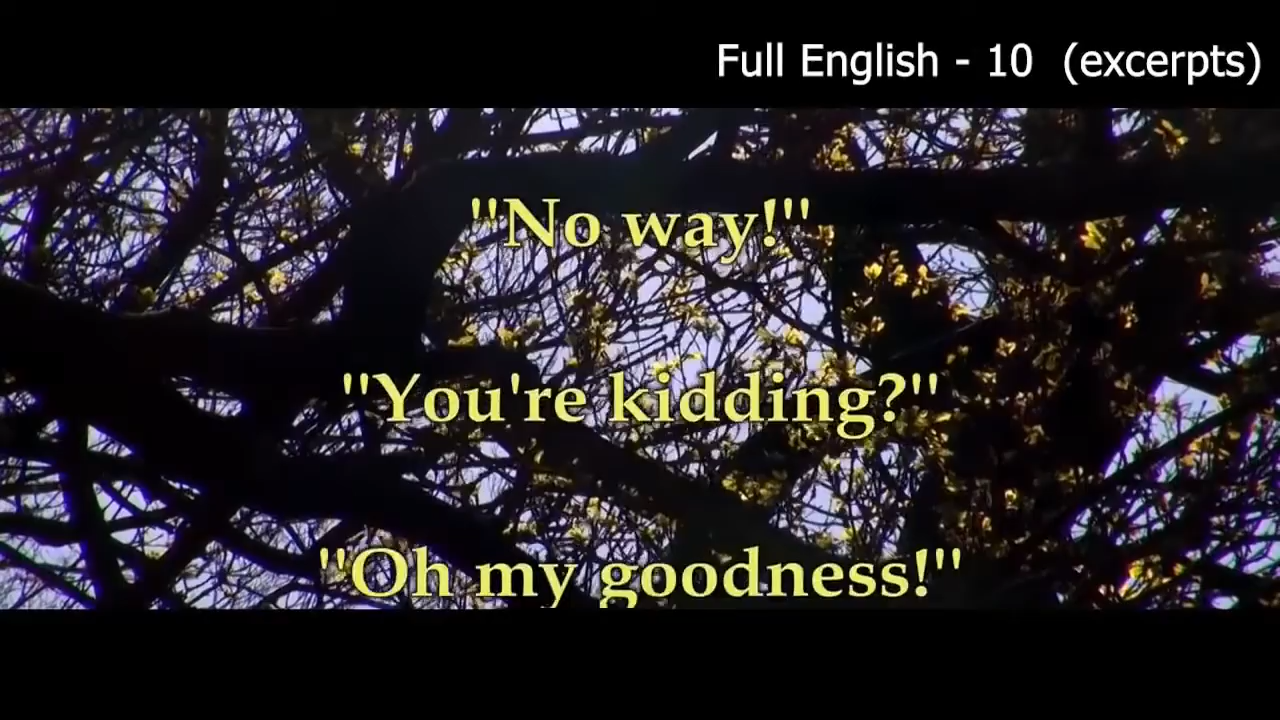 Full English - 10 (excerpts)
"No way!"
"You're kidding?"
"Oh my goodness!"